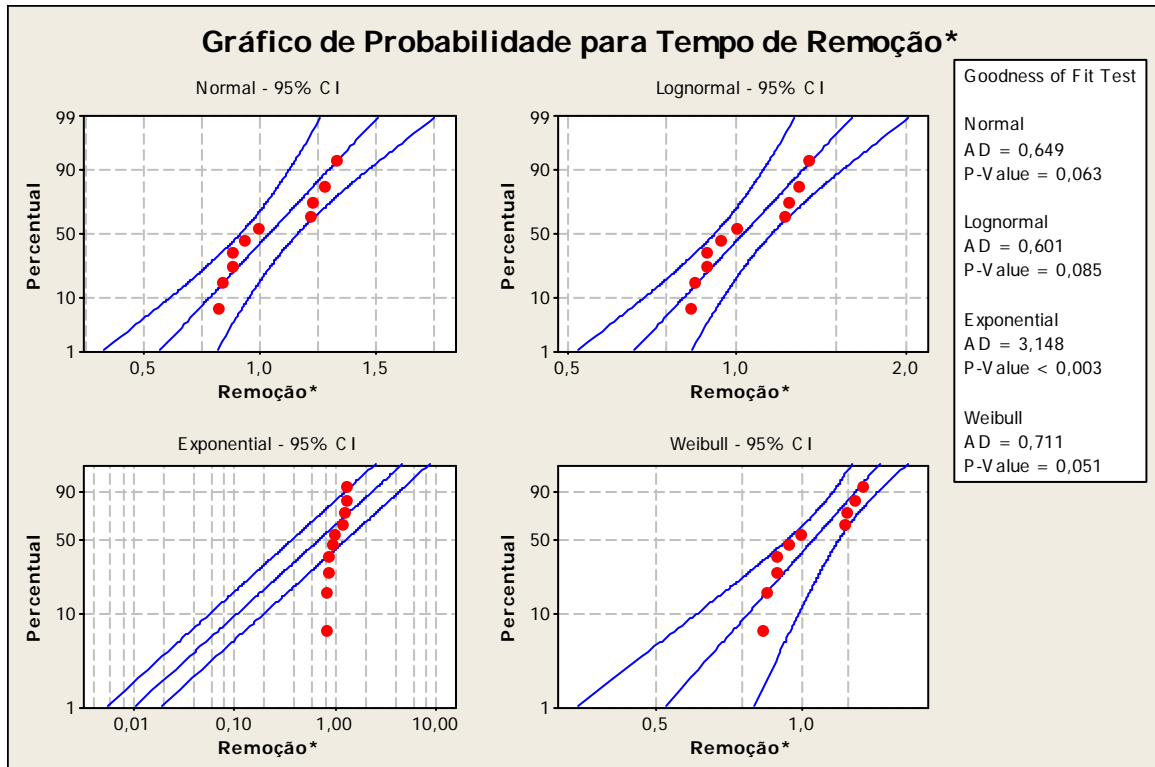 Gráfico de Probabilidade para Tempo de Remoção*
Normal - 95% CI
99
90
50
10
1
Percentual
0,5 1,0 1,5
Remoção*
Lognormal - 95% CI
99
90
50
10
1
Percentual
0,5 1,0 2,0
Remoção*
Exponential - 95% CI
90
50
10
1
Percentual
0,01 0,10 1,00 10,00
Remoção*
Weibull - 95% CI
90
50
10
1
Percentual
0,5 1,0
Remoção*
Goodness of Fit Test
Normal
AD = 0,649
P-Value = 0,063
Lognormal
AD = 0,601
P-Value = 0,085
Exponential
AD = 3,148
P-Value < 0,003
Weibull
AD = 0,711
P-Value = 0,051